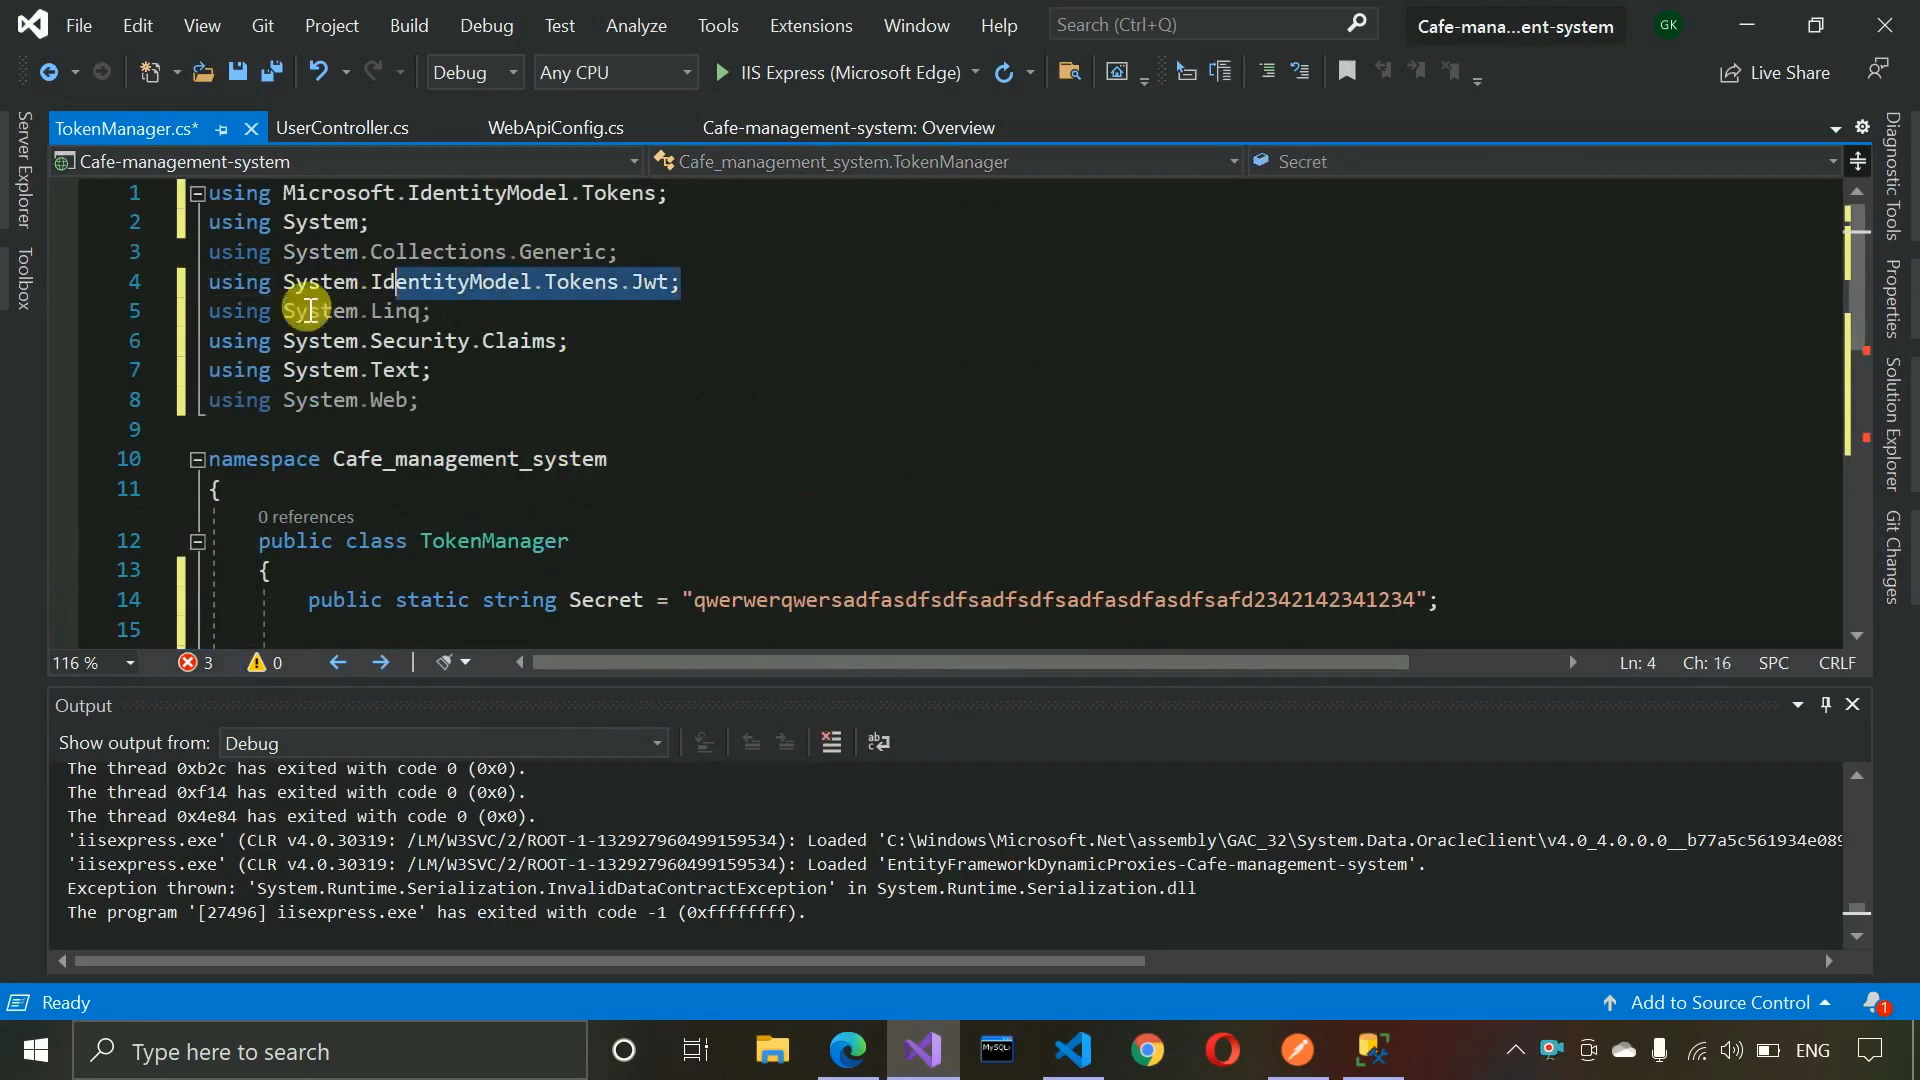 File Edit View Git Project Build Debug Test Analyze Tools Extensions Window Help Search (Ctrl+Q) Cafe-mana...ent-system GK
Debug Any CPU IIS Express (Microsoft Edge) Live Share
TokenManager.cs* UserController.cs WebApiConfig.cs Cafe-management-system: Overview
Cafe-management-system Cafe_management_system.TokenManager Secret
Server Explorer
Toolbox
1 using Microsoft.IdentityModel.Tokens;
2 using System;
3 using System.Collections.Generic;
4 using System.IdentityModel.Tokens.Jwt;
5 using System.Linq;
6 using System.Security.Claims;
7 using System.Text;
8 using System.Web;
9
10 namespace Cafe_management_system
11 {
0 references
12 public class TokenManager
13 {
14 public static string Secret = "qwerwerqwersadfasdfsdfsadfsdfsadfasdfasdfsafd2342142341234";
15
Diagnostic Tools
Properties
Solution Explorer
Git Changes
116 % 3 0 Ln: 4 Ch: 16 SPC CRLF
Output
Show output from: Debug
The thread 0xb2c has exited with code 0 (0x0).
The thread 0xf14 has exited with code 0 (0x0).
The thread 0x4e84 has exited with code 0 (0x0).
'iisexpress.exe' (CLR v4.0.30319: /LM/W3SVC/2/ROOT-1-132927960499159534): Loaded 'C:\Windows\Microsoft.Net\assembly\GAC_32\System.Data.OracleClient\v4.0_4.0.0.0__b77a5c561934e089
'iisexpress.exe' (CLR v4.0.30319: /LM/W3SVC/2/ROOT-1-132927960499159534): Loaded 'EntityFrameworkDynamicProxies-Cafe-management-system'.
Exception thrown: 'System.Runtime.Serialization.InvalidDataContractException' in System.Runtime.Serialization.dll
The program '[27496] iisexpress.exe' has exited with code -1 (0xffffffff).
Ready Add to Source Control 1
Type here to search MySQL ENG